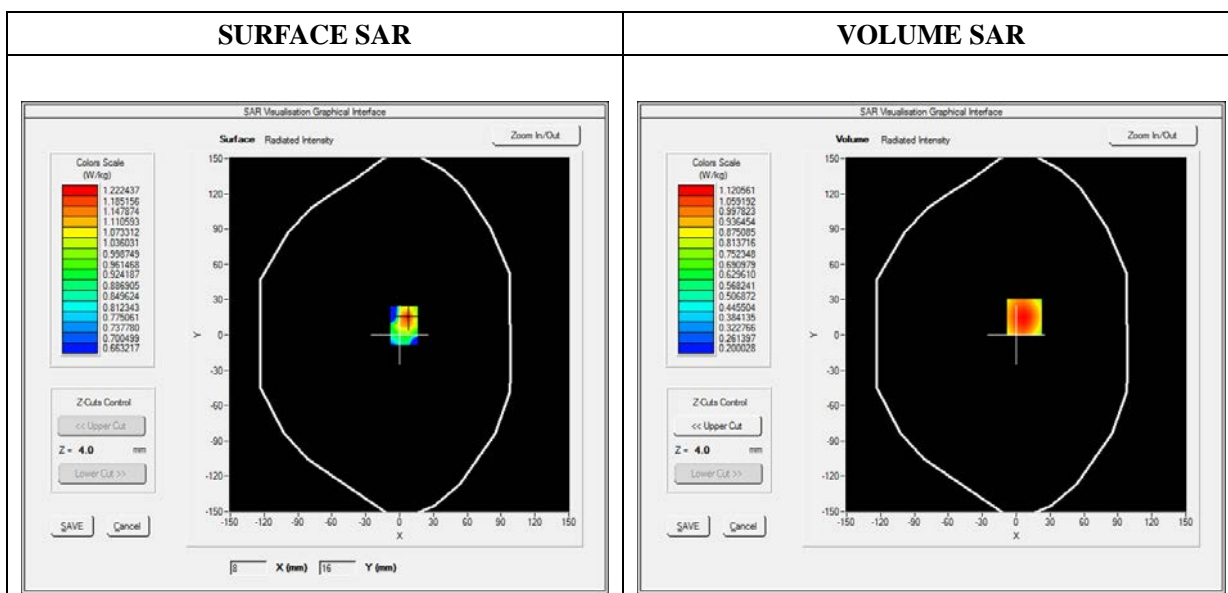 SURFACE SAR
VOLUME SAR
SAR Visualisation Graphical Interface
Surface Radiated Intensity
Zoom In/Out
Colors Scale
(W/kg)
1.222437
1.185156
1.147874
1.110593
1.073312
1.036031
0.998749
0.961468
0.924187
0.886905
0.849624
0.812343
0.775061
0.737780
0.700499
0.663217
Z-Cuts Control
<< Upper Cut
Z = 4.0 mm
Lower Cut >>
SAVE Cancel
150
120
90
60
30
0
-30
-60
-90
-120
-150
Y
-150 -120 -90 -60 -30 0 30 60 90 120 150
X
8 X (mm) 16 Y (mm)
SAR Visualisation Graphical Interface
Volume Radiated Intensity
Zoom In/Out
Colors Scale
(W/kg)
1.120561
1.059192
0.997823
0.936454
0.875085
0.813716
0.752348
0.690979
0.629610
0.568241
0.506872
0.445504
0.384135
0.322766
0.261397
0.200028
Z-Cuts Control
<< Upper Cut
Z = 4.0 mm
Lower Cut >>
SAVE Cancel
150
120
90
60
30
0
-30
-60
-90
-120
-150
Y
-150 -120 -90 -60 -30 0 30 60 90 120 150
X